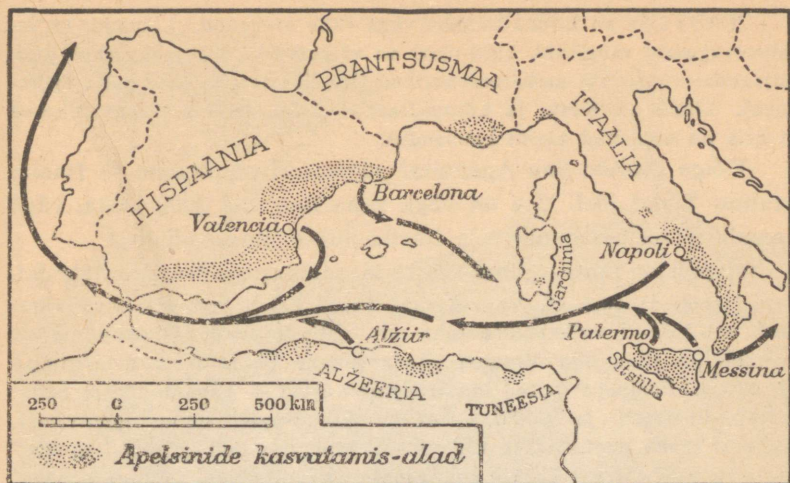 PRANTSUSMAA
ITAALIA
HISPAANIA
Barcelona
Valencia
Napoli
Sardiinia
Palermo
Messina
Sitsiilia
Alžiir
ALŽEERIA
TUNEESIA
250 0 250 500 km
Apelsinide kasvatamis-alad